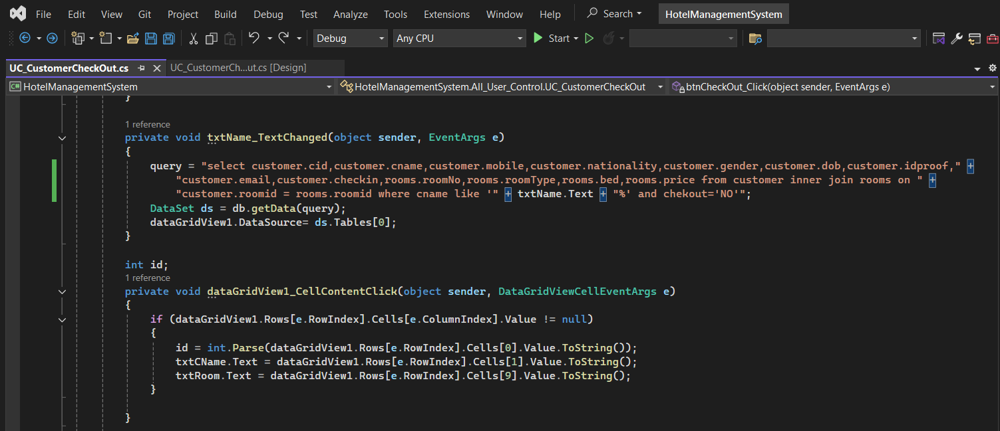 File Edit View Git Project Build Debug Test Analyze Tools Extensions Window Help Search HotelManagementSystem
Debug Any CPU Start
UC_CustomerCheckOut.cs UC_CustomerCh...ut.cs [Design]
C# HotelManagementSystem HotelManagementSystem.All_User_Control.UC_CustomerCheckOut btnCheckOut_Click(object sender, EventArgs e)
}
1 reference
private void txtName_TextChanged(object sender, EventArgs e)
{
query = "select customer.cid,customer.cname,customer.mobile,customer.nationality,customer.gender,customer.dob,customer.idproof," +
"customer.email,customer.checkin,rooms.roomNo,rooms.roomType,rooms.bed,rooms.price from customer inner join rooms on " +
"customer.roomid = rooms.roomid where cname like '" + txtName.Text + "%' and chekout='NO'";
DataSet ds = db.getData(query);
dataGridView1.DataSource= ds.Tables[0];
}
int id;
1 reference
private void dataGridView1_CellContentClick(object sender, DataGridViewCellEventArgs e)
{
if (dataGridView1.Rows[e.RowIndex].Cells[e.ColumnIndex].Value != null)
{
id = int.Parse(dataGridView1.Rows[e.RowIndex].Cells[0].Value.ToString());
txtCName.Text = dataGridView1.Rows[e.RowIndex].Cells[1].Value.ToString();
txtRoom.Text = dataGridView1.Rows[e.RowIndex].Cells[9].Value.ToString();
}
}